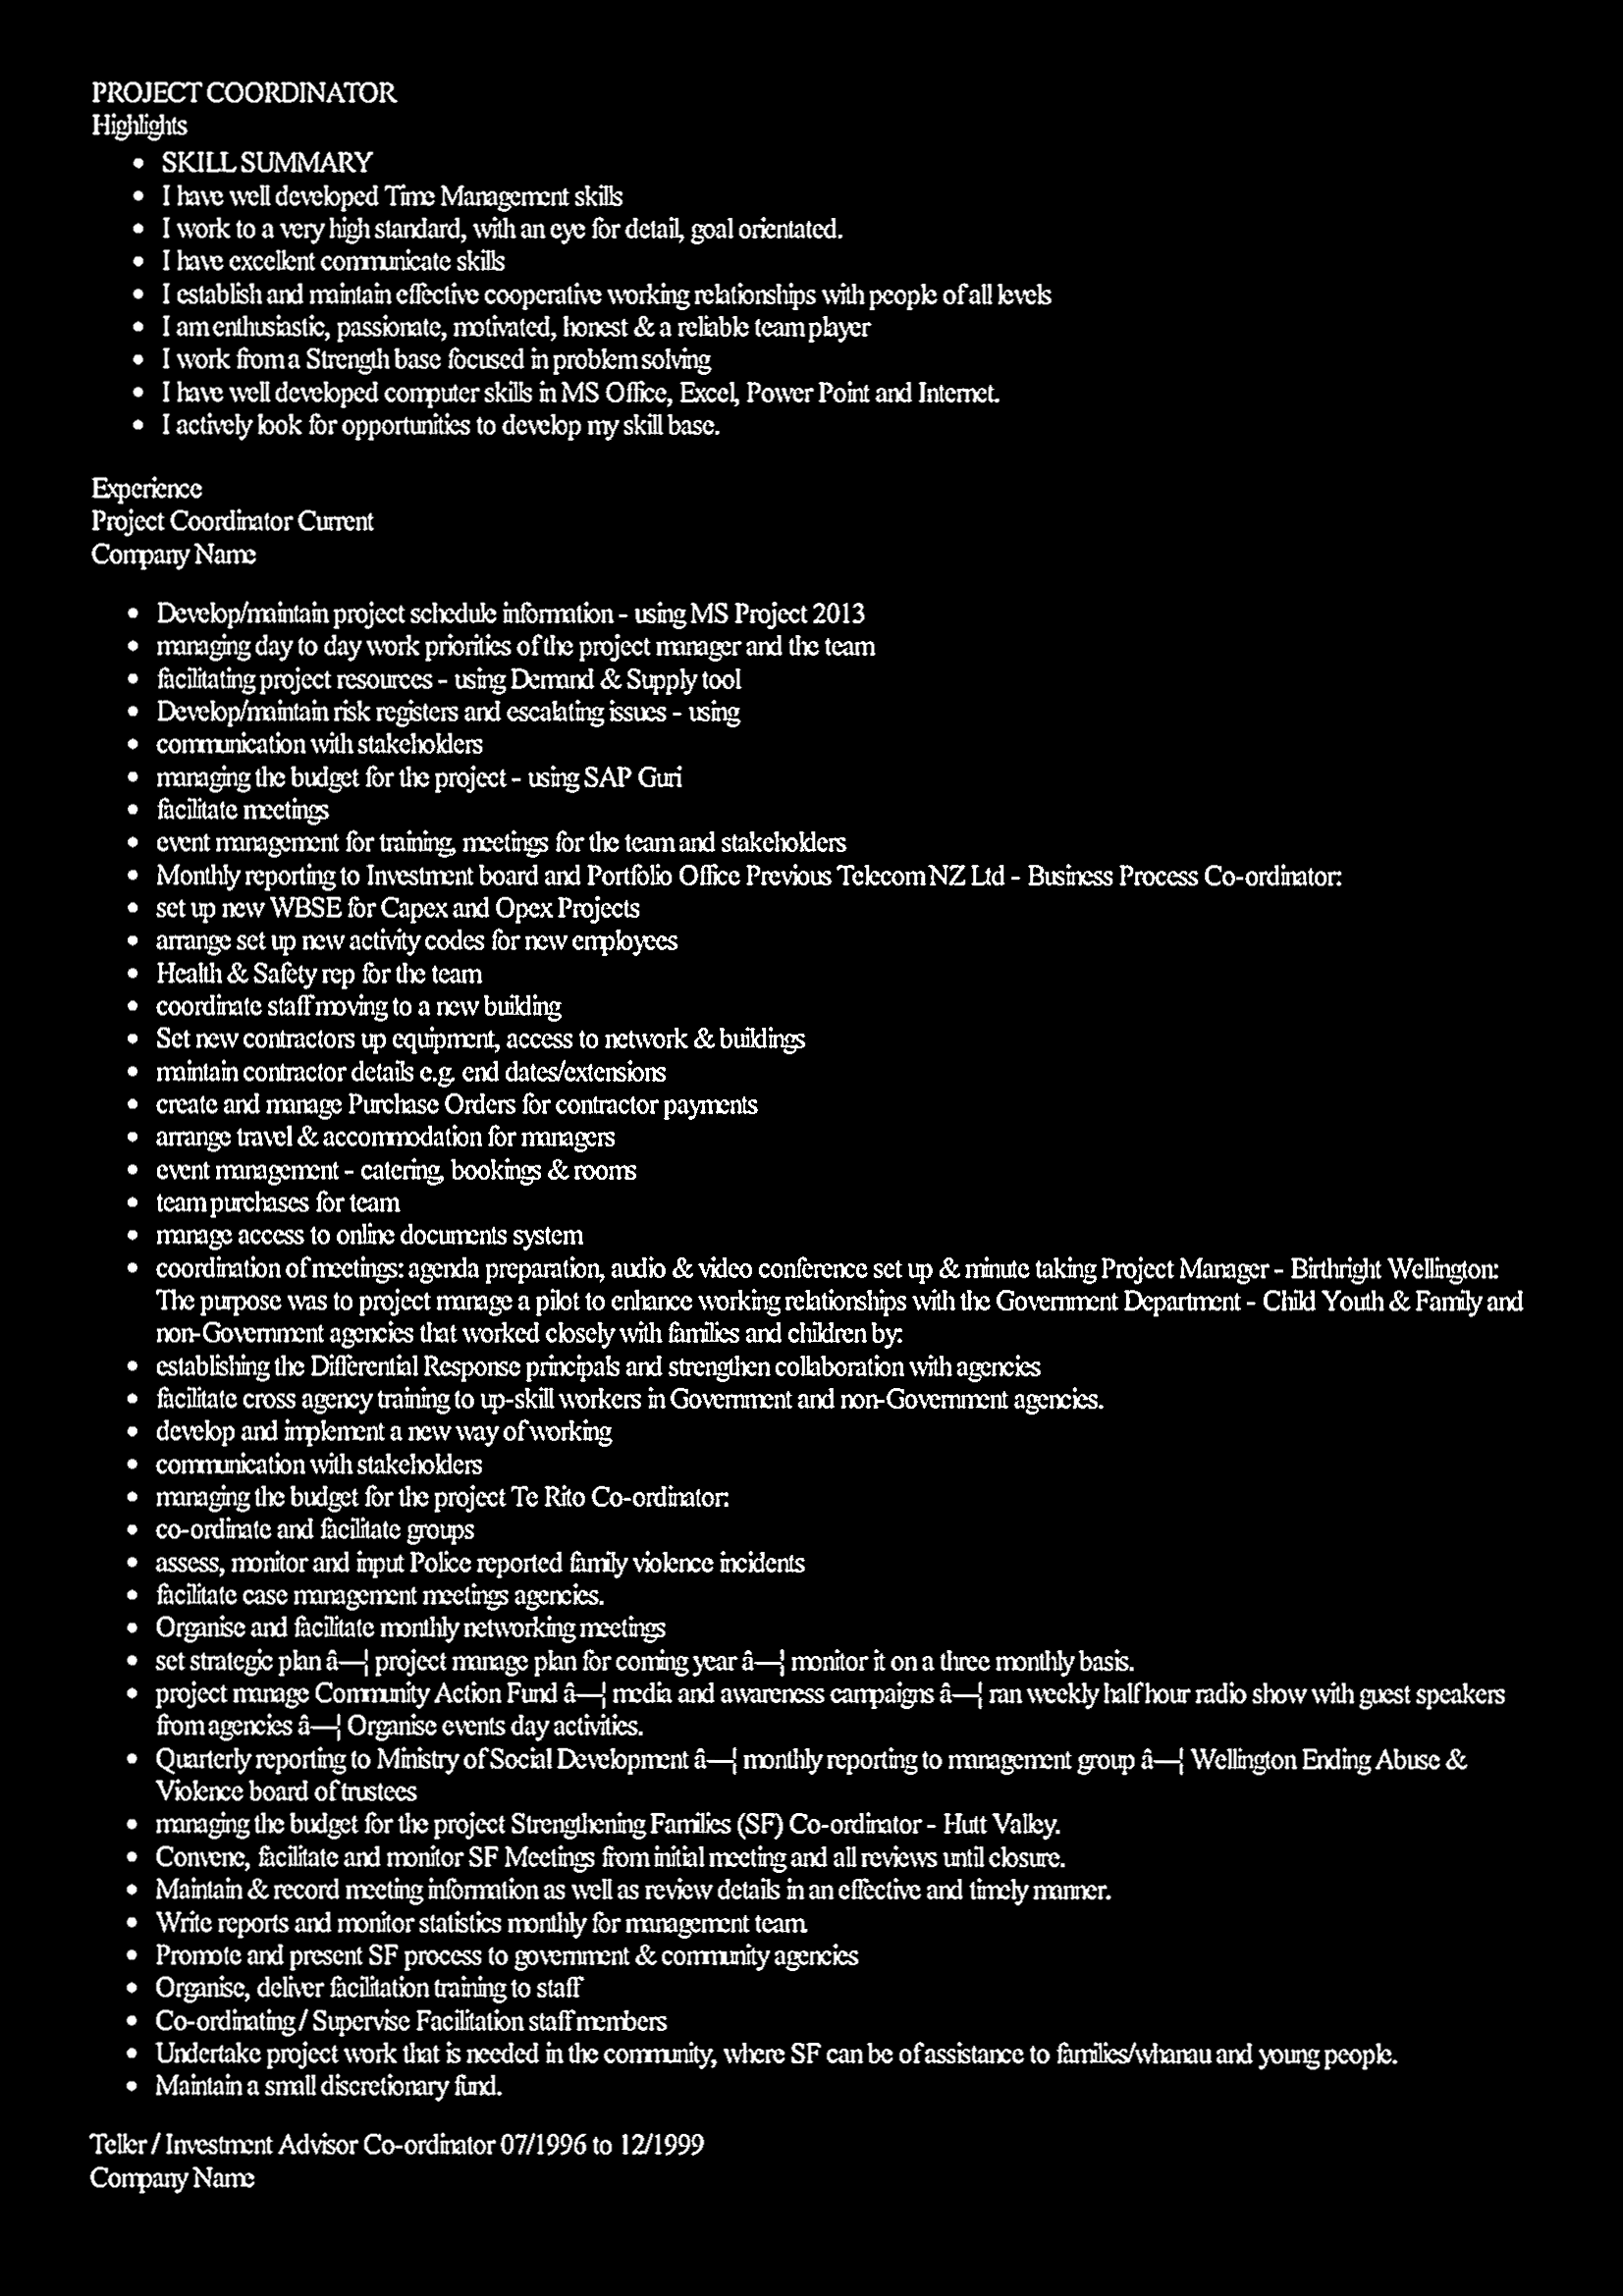 PROJECT COORDINATOR
Highlights
• SKILL SUMMARY
• I have well developed Time Management skills
• I work to a very high standard, with an eye for detail, goal orientated.
• I have excellent communicate skills
• I establish and maintain effective cooperative working relationships with people of all levels
• I am enthusiastic, passionate, motivated, honest & a reliable team player
• I work from a Strength base focused in problem solving
• I have well developed computer skills in MS Office, Excel, Power Point and Internet.
• I actively look for opportunities to develop my skill base.
Experience
Project Coordinator Current
Company Name
• Develop/maintain project schedule information - using MS Project 2013
• managing day to day work priorities of the project manager and the team
• facilitating project resources - using Demand & Supply tool
• Develop/maintain risk registers and escalating issues - using
• communication with stakeholders
• managing the budget for the project - using SAP Guri
• facilitate meetings
• event management for training, meetings for the team and stakeholders
• Monthly reporting to Investment board and Portfolio Office Previous Telecom NZ Ltd - Business Process Co-ordinator:
• set up new WBSE for Capex and Opex Projects
• arrange set up new activity codes for new employees
• Health & Safety rep for the team
• coordinate staff moving to a new building
• Set new contractors up equipment, access to network & buildings
• maintain contractor details e.g. end dates/extensions
• create and manage Purchase Orders for contractor payments
• arrange travel & accommodation for managers
• event management - catering, bookings & rooms
• team purchases for team
• manage access to online documents system
• coordination of meetings: agenda preparation, audio & video conference set up & minute taking Project Manager - Birthright Wellington:
The purpose was to project manage a pilot to enhance working relationships with the Government Department - Child Youth & Family and
non-Government agencies that worked closely with families and children by:
• establishing the Differential Response principals and strengthen collaboration with agencies
• facilitate cross agency training to up-skill workers in Government and non-Government agencies.
• develop and implement a new way of working
• communication with stakeholders
• managing the budget for the project Te Rito Co-ordinator:
• co-ordinate and facilitate groups
• assess, monitor and input Police reported family violence incidents
• facilitate case management meetings agencies.
• Organise and facilitate monthly networking meetings
• set strategic plan â—¦ project manage plan for coming year â—¦ monitor it on a three monthly basis.
• project manage Community Action Fund â—¦ media and awareness campaigns â—¦ ran weekly half hour radio show with guest speakers
from agencies â—¦ Organise events day activities.
• Quarterly reporting to Ministry of Social Development â—¦ monthly reporting to management group â—¦ Wellington Ending Abuse &
Violence board of trustees
• managing the budget for the project Strengthening Families (SF) Co-ordinator - Hutt Valley.
• Convene, facilitate and monitor SF Meetings from initial meeting and all reviews until closure.
• Maintain & record meeting information as well as review details in an effective and timely manner.
• Write reports and monitor statistics monthly for management team.
• Promote and present SF process to government & community agencies
• Organise, deliver facilitation training to staff
• Co-ordinating / Supervise Facilitation staff members
• Undertake project work that is needed in the community, where SF can be of assistance to families/whanau and young people.
• Maintain a small discretionary fund.
Teller / Investment Advisor Co-ordinator 07/1996 to 12/1999
Company Name